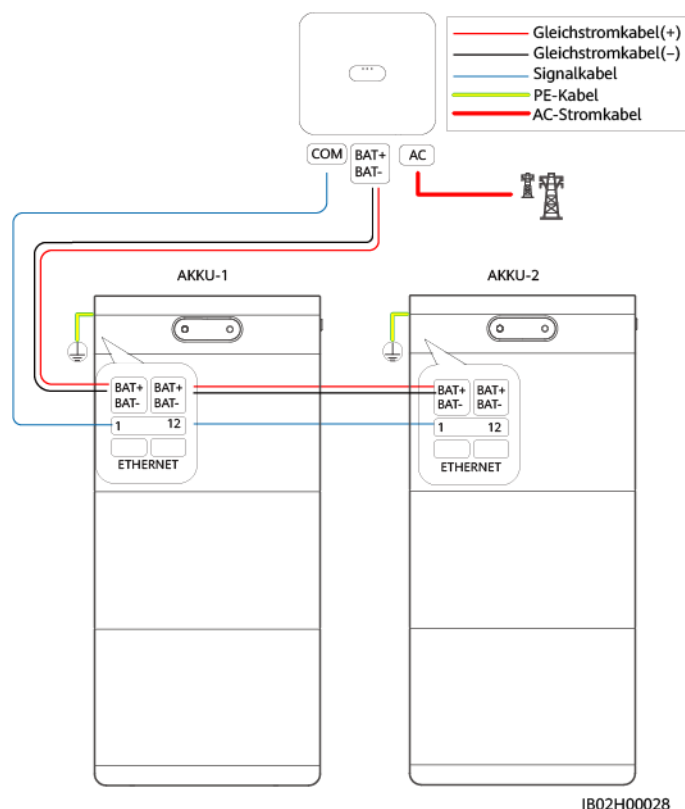 Gleichstromkabel(+)
Gleichstromkabel(−)
Signalkabel
PE-Kabel
AC-Stromkabel
COM
BAT+
BAT-
AC
AKKU-1
AKKU-2
BAT+ BAT+
BAT- BAT-
1 12
ETHERNET
BAT+ BAT+
BAT- BAT-
1 12
ETHERNET
IB02H00028